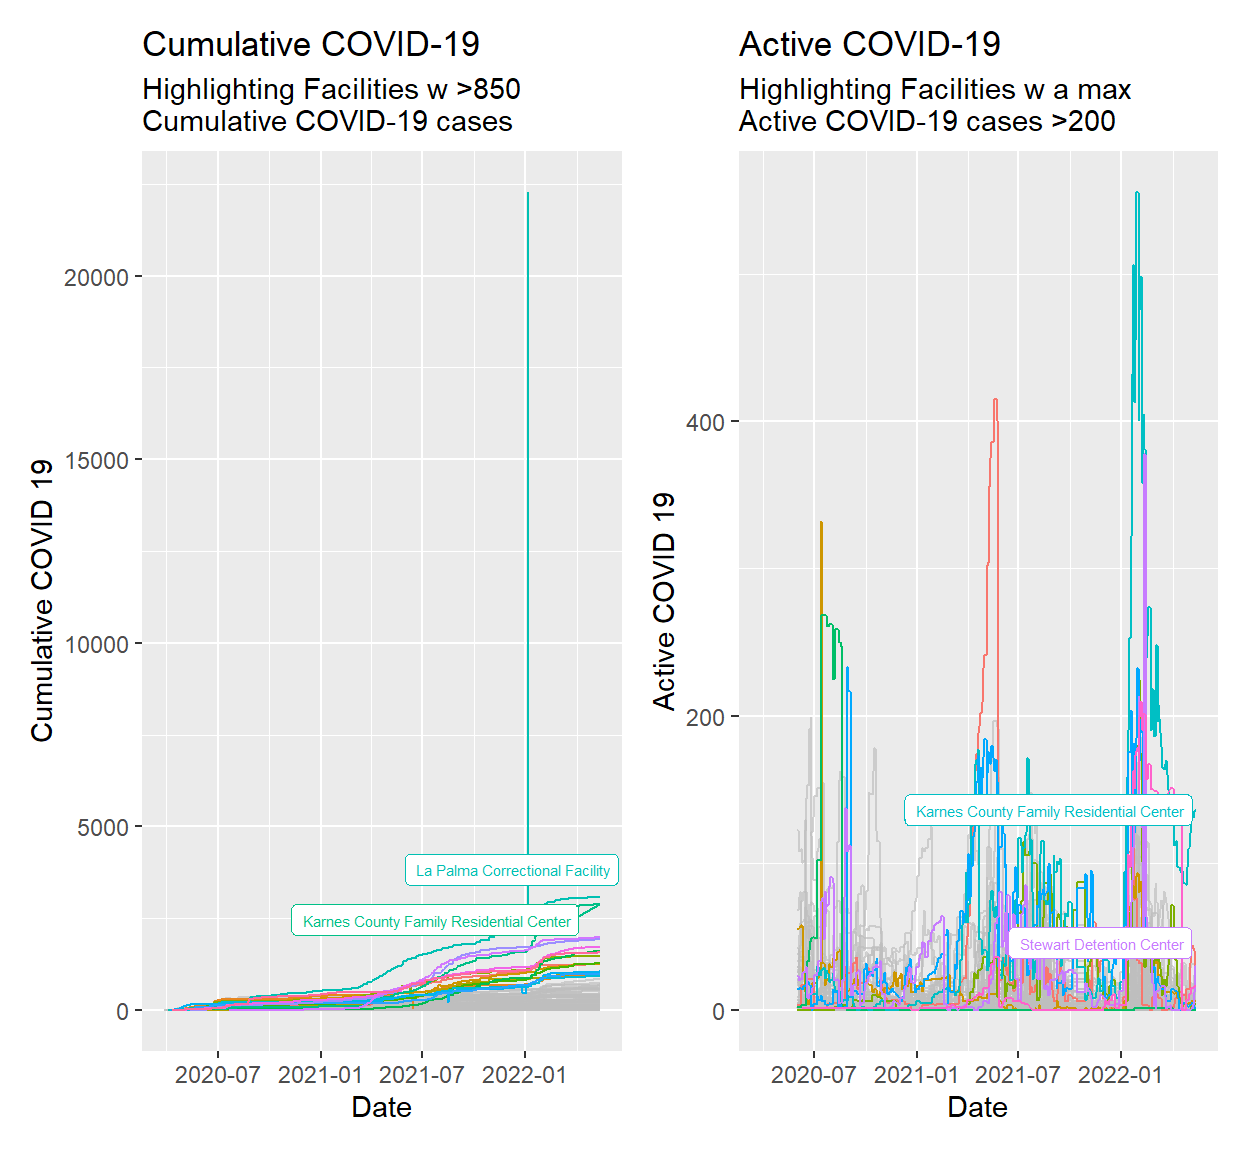 Cumulative COVID-19
Highlighting Facilities w >850
Cumulative COVID-19 cases
Cumulative COVID 19
20000
15000
10000
5000
0
La Palma Correctional Facility
Karnes County Family Residential Center
2020-07
2021-01
2021-07
2022-01
Date
Active COVID-19
Highlighting Facilities w a max
Active COVID-19 cases >200
Active COVID 19
400
200
0
Karnes County Family Residential Center
Stewart Detention Center
2020-07
2021-01
2021-07
2022-01
Date